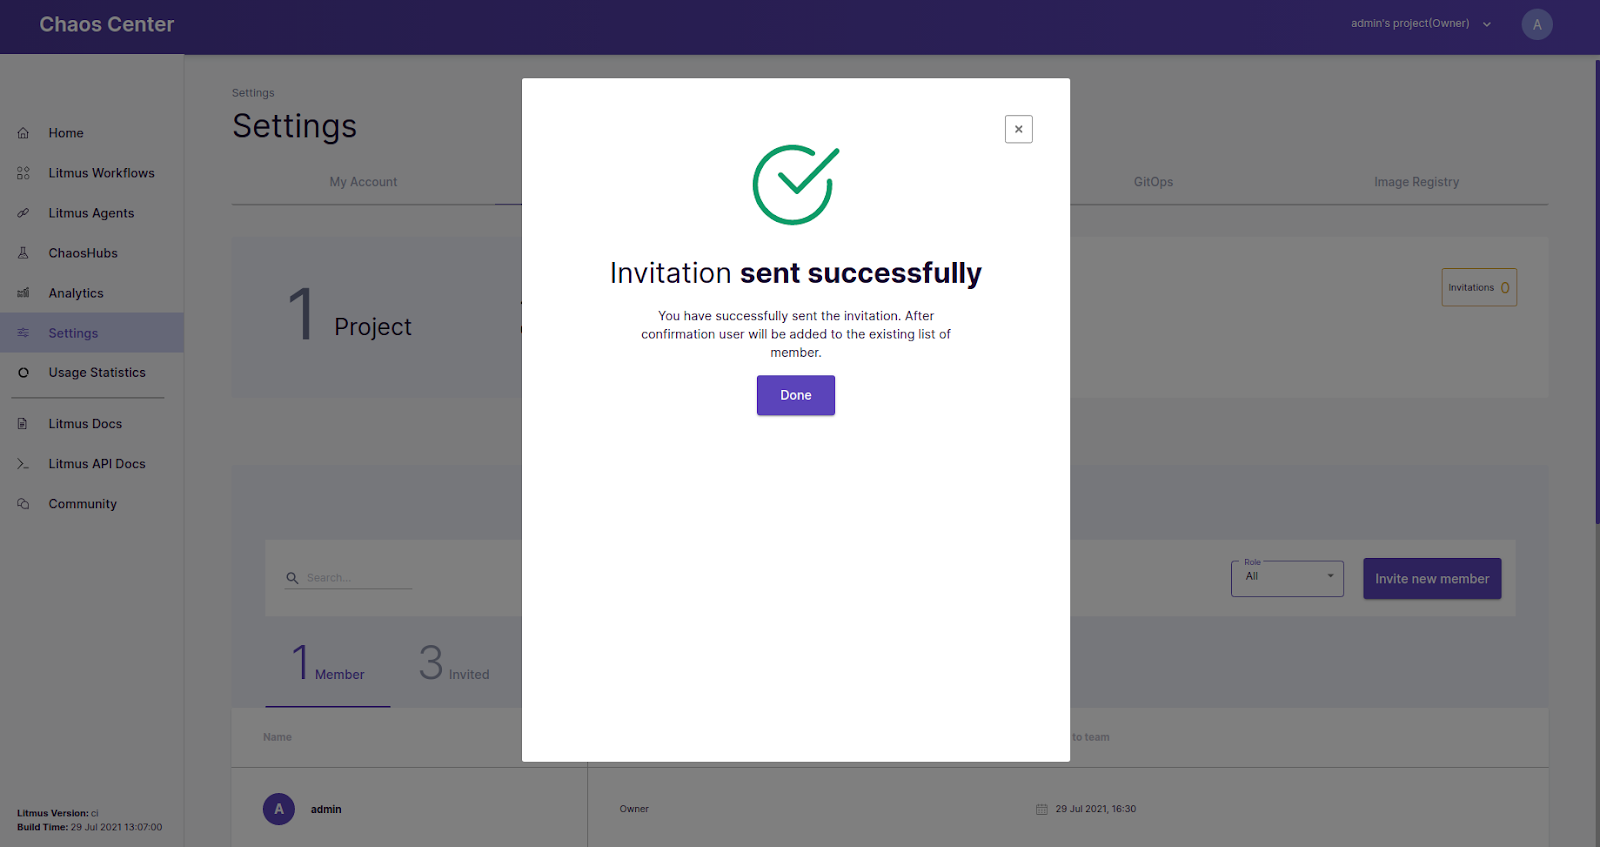 Chaos Center
admin's project(Owner)
A
Home
Litmus Workflows
Litmus Agents
ChaosHubs
Analytics
Settings
Usage Statistics
Litmus Docs
Litmus API Docs
Community
Litmus Version: ci
Build Time: 29 Jul 2021 13:07:00
Settings
Settings
My Account
GitOps
Image Registry
1 Project
Invitations 0
Invitation sent successfully
You have successfully sent the invitation. After
confirmation user will be added to the existing list of
member.
Done
Search...
Role
All
Invite new member
1 Member
3 Invited
Name
to team
A
admin
Owner
29 Jul 2021, 16:30